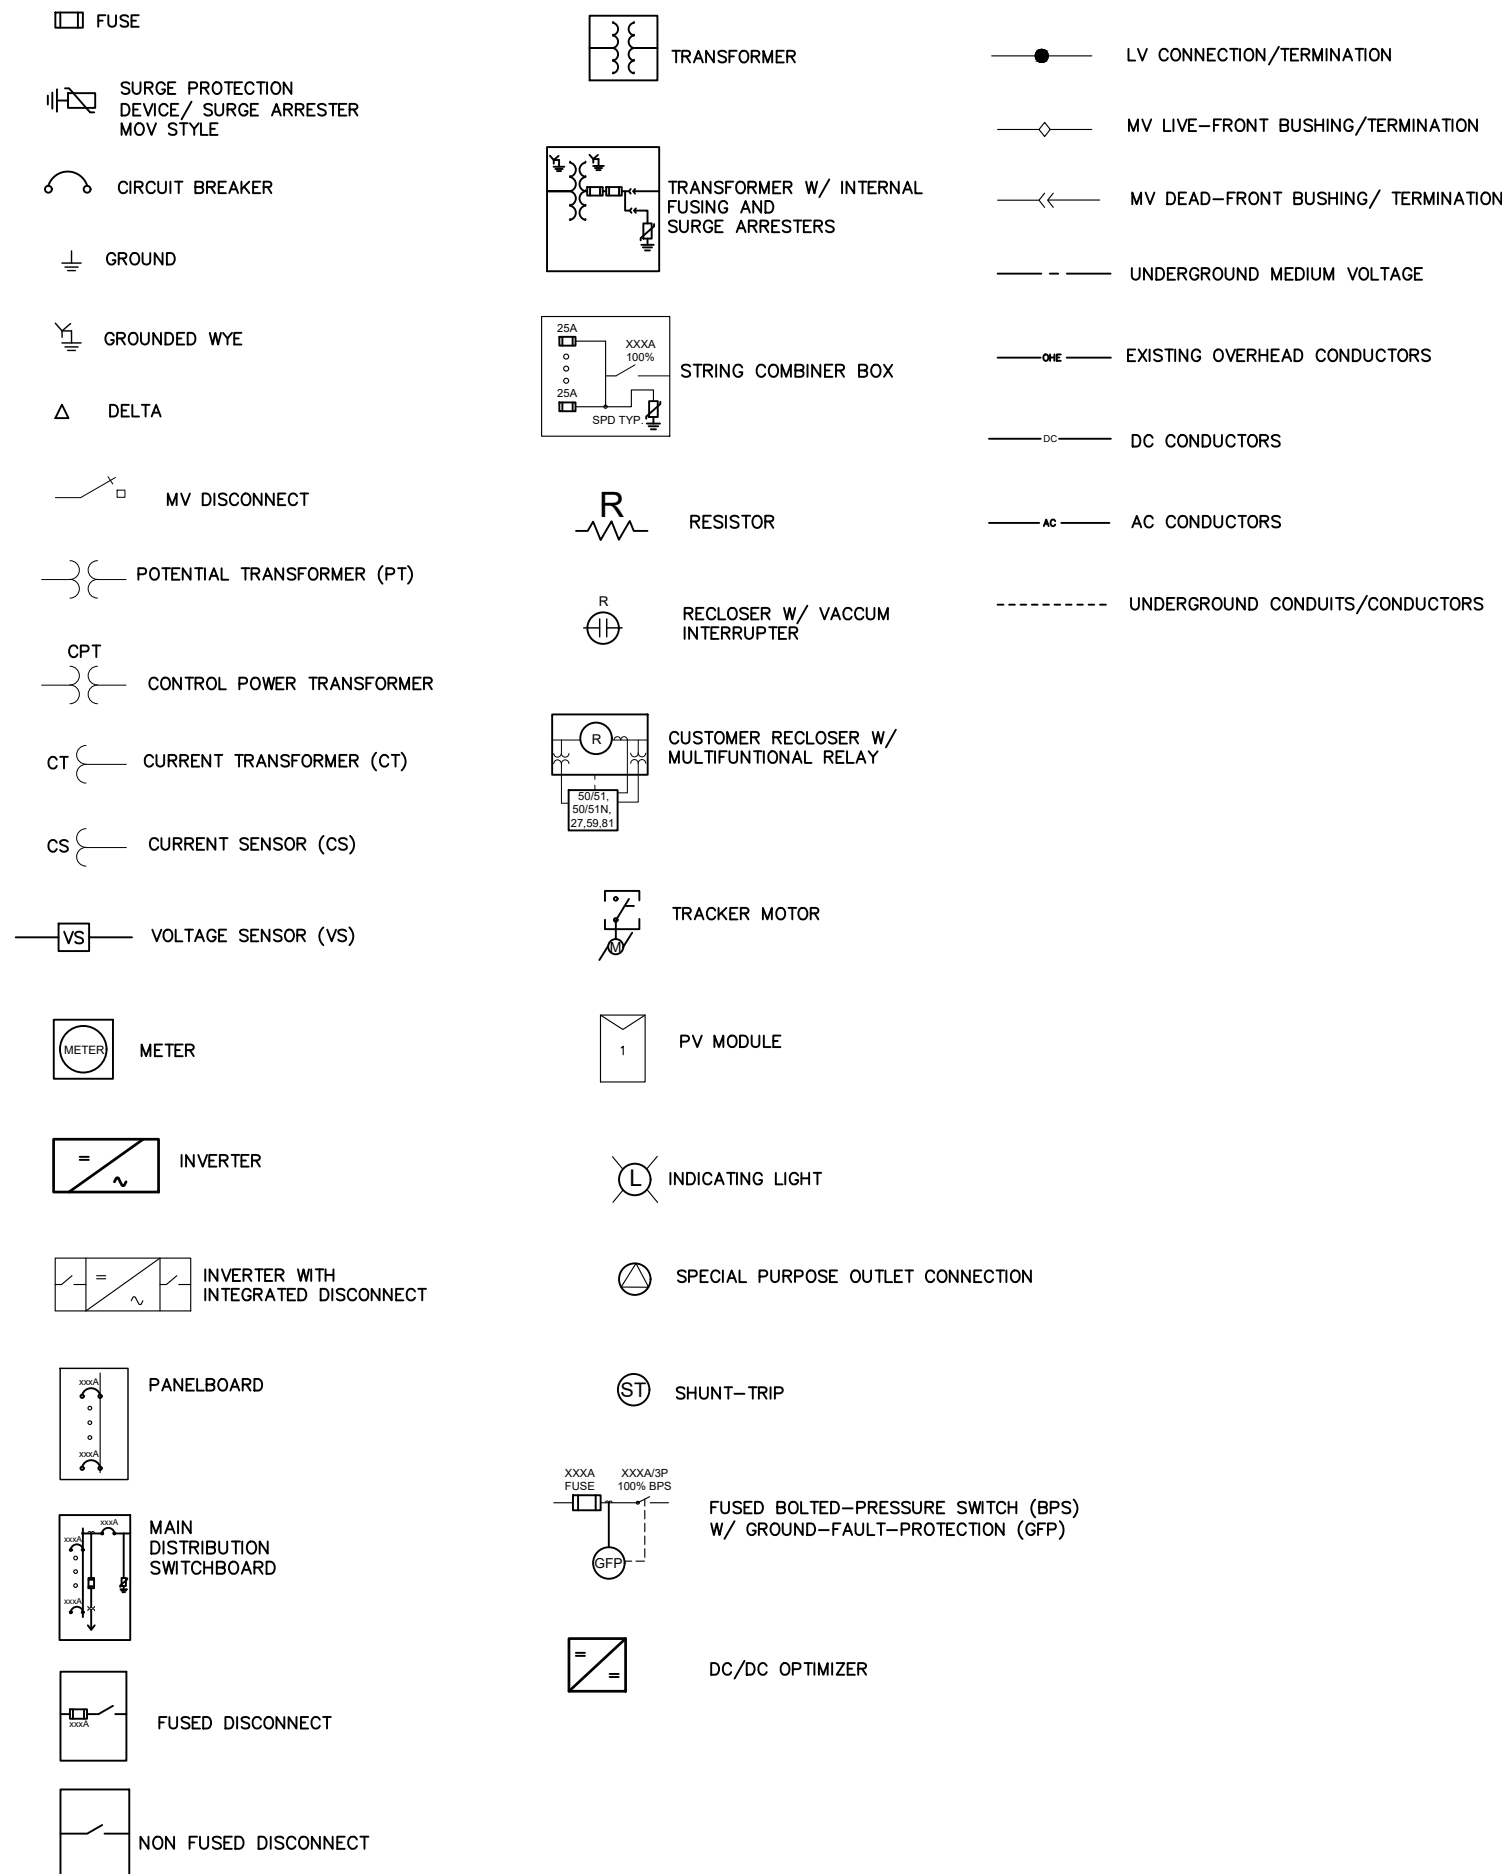 FUSE
SURGE PROTECTION
DEVICE/ SURGE ARRESTER
MOV STYLE
CIRCUIT BREAKER
GROUND
GROUNDED WYE
DELTA
MV DISCONNECT
POTENTIAL TRANSFORMER (PT)
CPT
CONTROL POWER TRANSFORMER
CT
CURRENT TRANSFORMER (CT)
CS
CURRENT SENSOR (CS)
VS
VOLTAGE SENSOR (VS)
METER
METER
INVERTER
INVERTER WITH
INTEGRATED DISCONNECT
xxxA
xxxA
PANELBOARD
xxxA
xxxA
xxxA
MAIN
DISTRIBUTION
SWITCHBOARD
xxxA
FUSED DISCONNECT
NON FUSED DISCONNECT
TRANSFORMER
TRANSFORMER W/ INTERNAL
FUSING AND
SURGE ARRESTERS
25A
XXXA
100%
25A
SPD TYP.
STRING COMBINER BOX
R
RESISTOR
R
RECLOSER W/ VACCUM
INTERRUPTER
R
50/51,
50/51N,
27,59,81
CUSTOMER RECLOSER W/
MULTIFUNTIONAL RELAY
M
TRACKER MOTOR
1
PV MODULE
L
INDICATING LIGHT
SPECIAL PURPOSE OUTLET CONNECTION
ST
SHUNT-TRIP
XXXA
FUSE
XXXA/3P
100% BPS
GFP
FUSED BOLTED-PRESSURE SWITCH (BPS)
W/ GROUND-FAULT-PROTECTION (GFP)
DC/DC OPTIMIZER
LV CONNECTION/TERMINATION
MV LIVE-FRONT BUSHING/TERMINATION
MV DEAD-FRONT BUSHING/ TERMINATION
UNDERGROUND MEDIUM VOLTAGE
OHE
EXISTING OVERHEAD CONDUCTORS
DC
DC CONDUCTORS
AC
AC CONDUCTORS
UNDERGROUND CONDUITS/CONDUCTORS